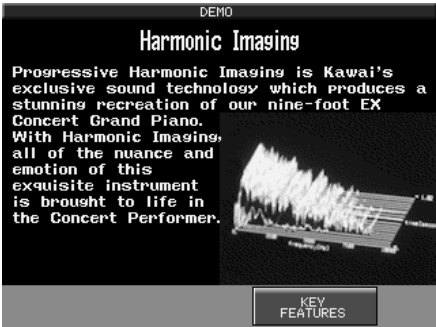 DEMO
Harmonic Imaging
Progressive Harmonic Imaging is Kawai's
exclusive sound technology which produces a
stunning recreation of our nine-foot EX
Concert Grand Piano.
With Harmonic Imaging,
all of the nuance and
emotion of this
exquisite instrument
is brought to life in
the Concert Performer.
frequency(Hz)
KEY
FEATURES